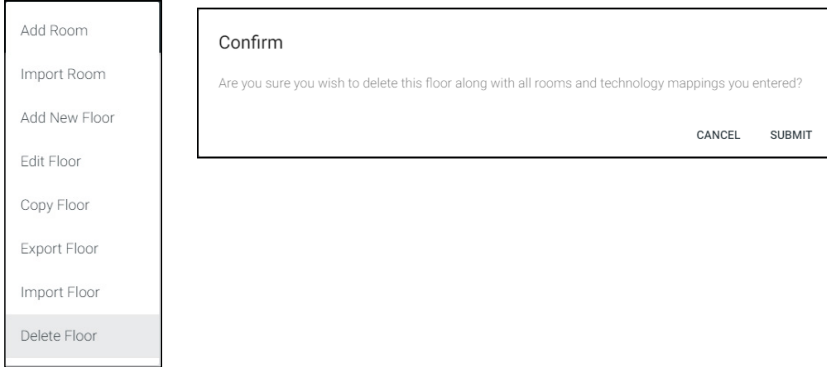 Add Room
Import Room
Add New Floor
Edit Floor
Copy Floor
Export Floor
Import Floor
Delete Floor
Confirm
Are you sure you wish to delete this floor along with all rooms and technology mappings you entered?
CANCEL SUBMIT